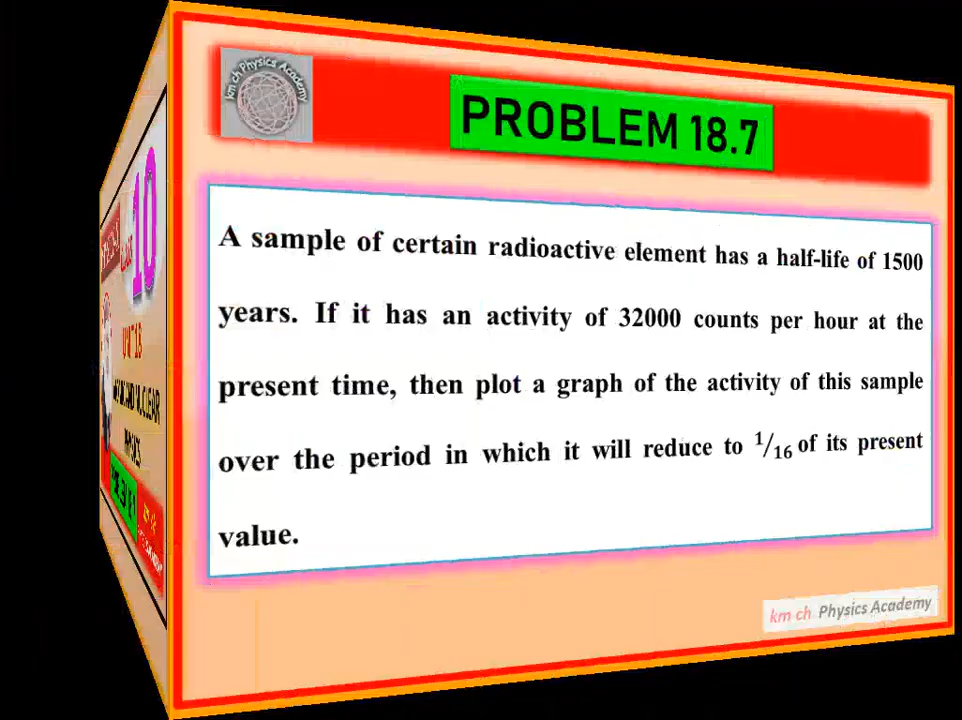 km ch Physics Academy
PROBLEM 18.7
A sample of certain radioactive element has a half-life of 1500
years. If it has an activity of 32000 counts per hour at the
present time, then plot a graph of the activity of this sample
over the period in which it will reduce to 1/16 of its present
value.
km ch Physics Academy
10